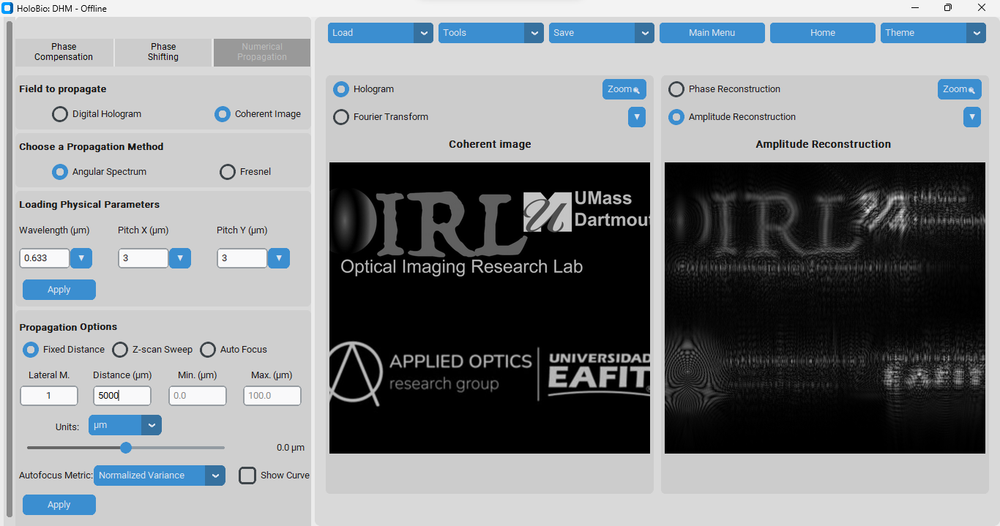 HoloBio: DHM - Offline
Load
Tools
Save
Main Menu
Home
Theme
Phase
Compensation
Phase
Shifting
Numerical
Propagation
Field to propagate
Digital Hologram
Coherent Image
Choose a Propagation Method
Angular Spectrum
Fresnel
Loading Physical Parameters
Wavelength (µm)
Pitch X (µm)
Pitch Y (µm)
0.633
3
3
Apply
Propagation Options
Fixed Distance
Z-scan Sweep
Auto Focus
Lateral M.
Distance (µm)
Min. (µm)
Max. (µm)
1
5000
0.0
100.0
Units:
µm
0.0 µm
Autofocus Metric:
Normalized Variance
Show Curve
Apply
Hologram
Zoom
Fourier Transform
Coherent image
OIRL
UMass
Dartmou
Optical Imaging Research Lab
APPLIED OPTICS
research group
UNIVERSIDAD
EAFIT
Phase Reconstruction
Zoom
Amplitude Reconstruction
Amplitude Reconstruction
IRL